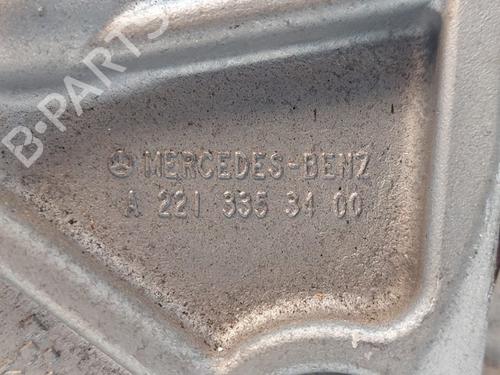 B-PARTS
MERCEDES-BENZ
A 221 335 34 00